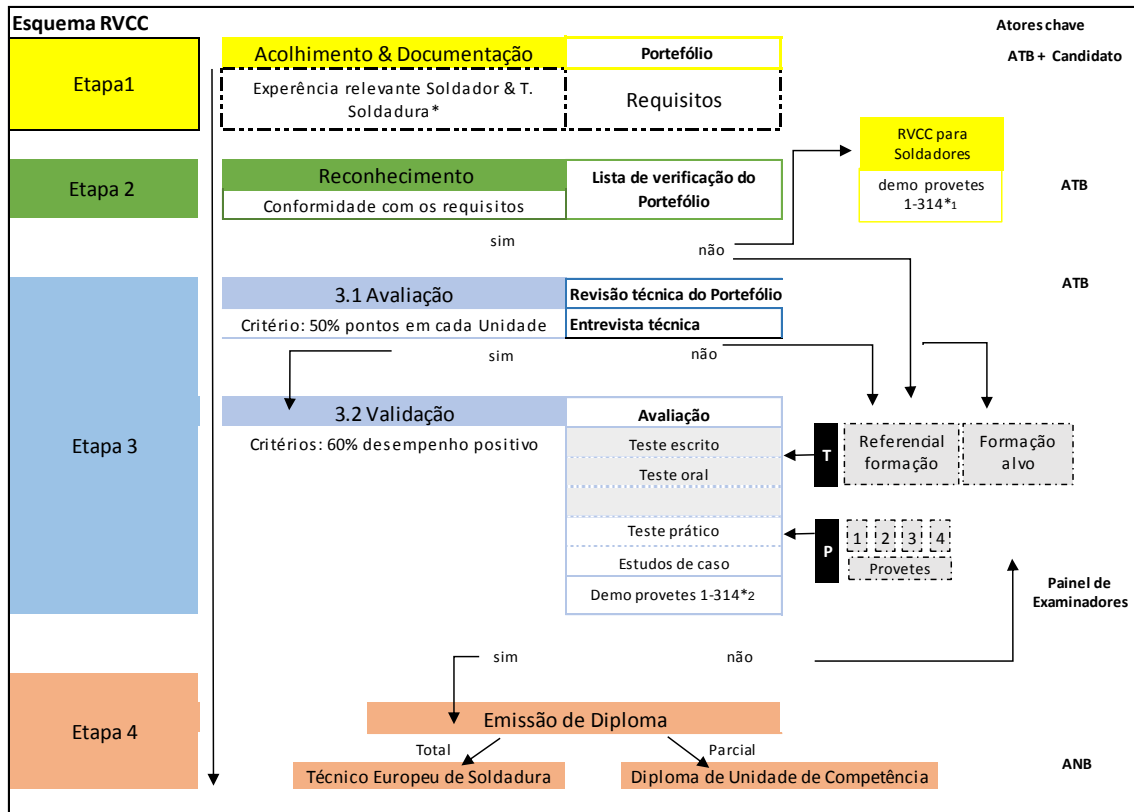 Esquema RVCC
Atores chave
Etapa1
Acolhimento & Documentação
Portefólio
ATB + Candidato
Experência relevante Soldador & T.
Soldadura*
Requisitos
RVCC para
Soldadores
demo provetes
1-314*1
Etapa 2
Reconhecimento
Conformidade com os requisitos
Lista de verificação do
Portefólio
ATB
sim
não
Etapa 3
3.1 Avaliação
Revisão técnica do Portefólio
ATB
Critério: 50% pontos em cada Unidade
Entrevista técnica
sim
não
3.2 Validação
Avaliação
Critérios: 60% desempenho positivo
Teste escrito
Teste oral
T
Referencial
formação
Formação
alvo
Teste prático
Estudos de caso
Demo provetes 1-314*2
P
1 2 3 4
Provetes
Painel de
Examinadores
sim
não
Etapa 4
Emissão de Diploma
Total
Parcial
Técnico Europeu de Soldadura
Diploma de Unidade de Competência
ANB